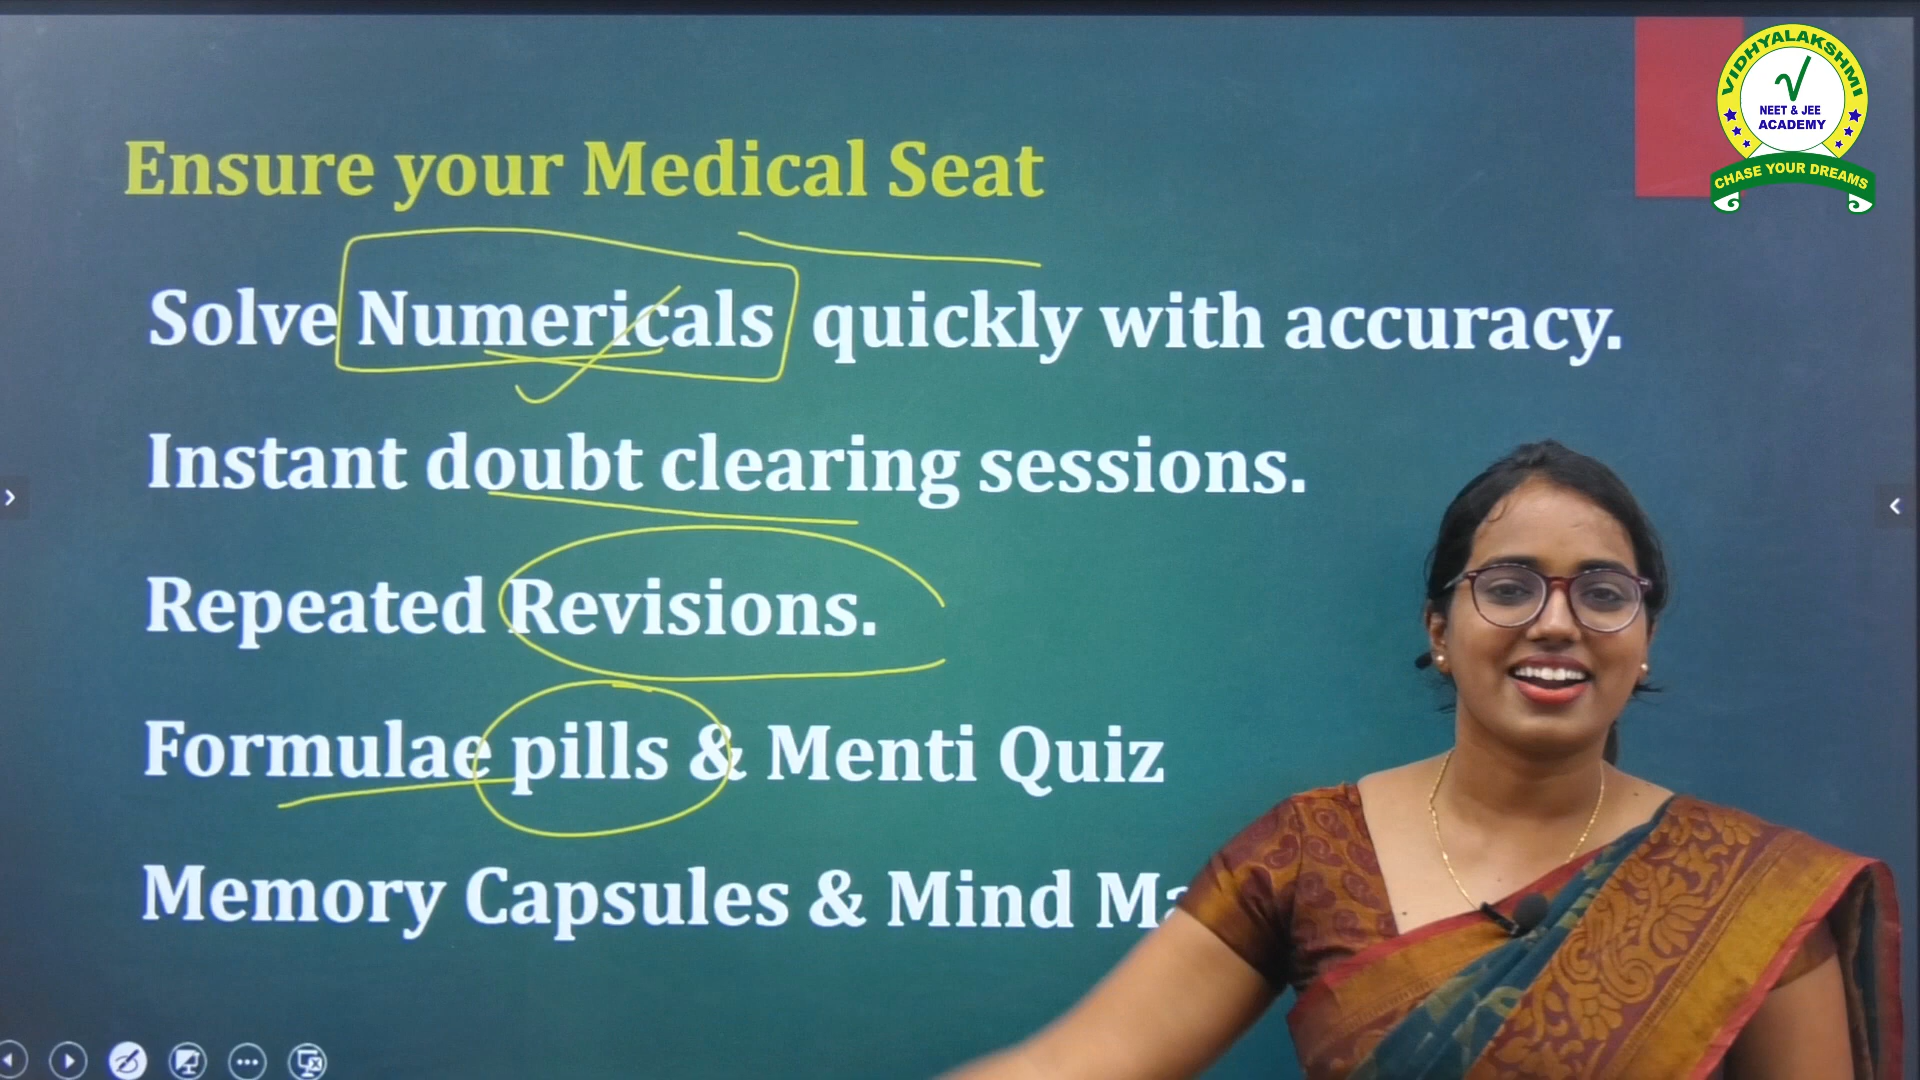 VIDHYALAKSHMI
NEET & JEE
ACADEMY
CHASE YOUR DREAMS
Ensure your Medical Seat
Solve Numericals quickly with accuracy.
Instant doubt clearing sessions.
Repeated Revisions.
Formulae pills & Menti Quiz
Memory Capsules & Mind Ma